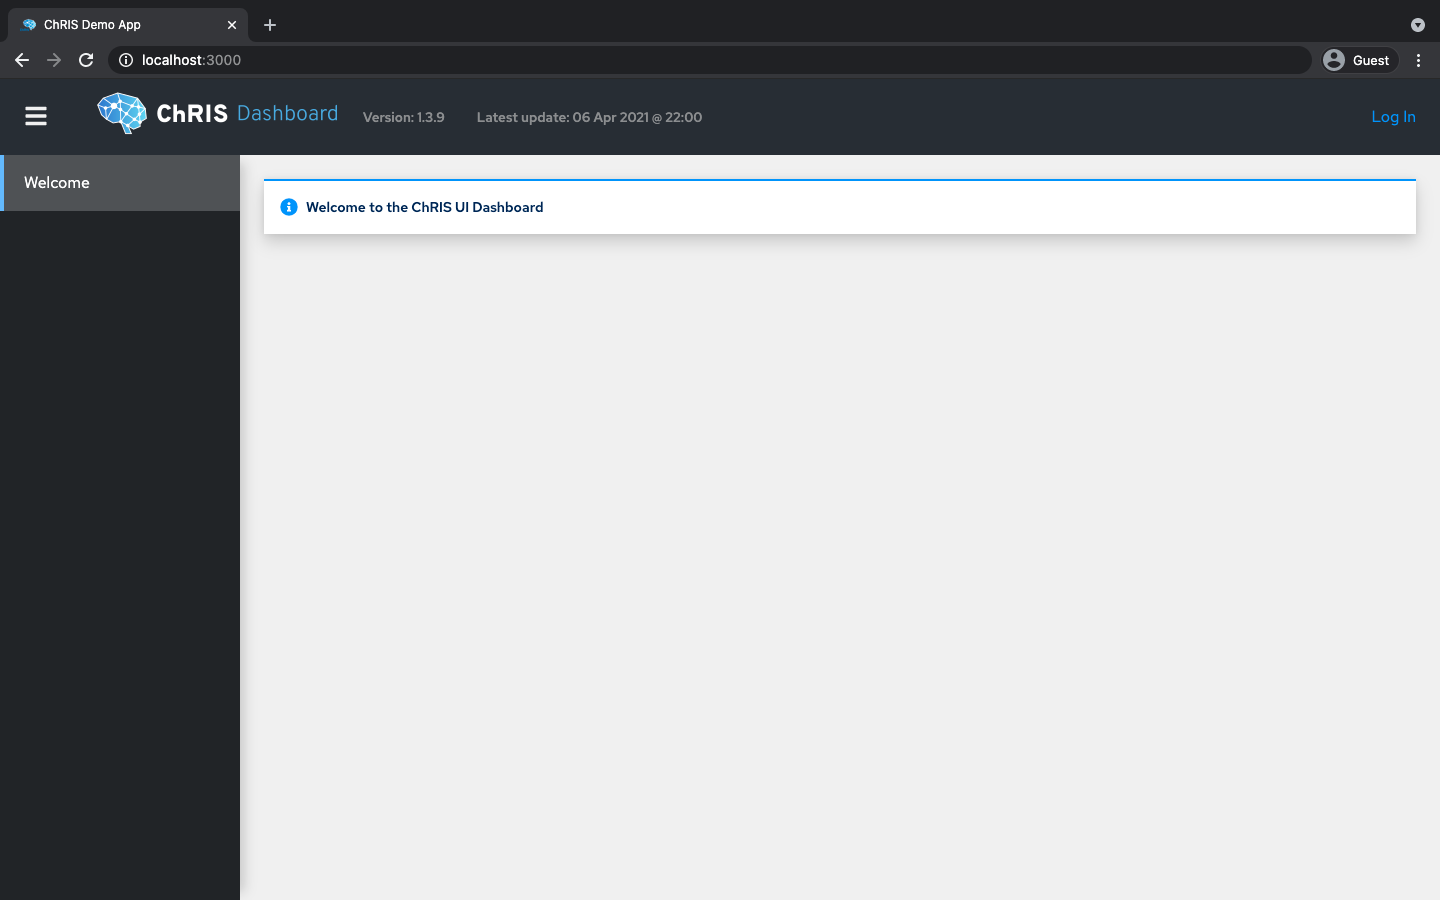 ChRIS Demo App
localhost:3000
Guest
ChRIS Dashboard
Version: 1.3.9
Latest update: 06 Apr 2021 @ 22:00
Log In
Welcome
Welcome to the ChRIS UI Dashboard